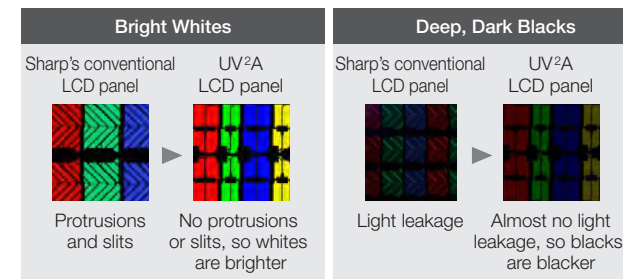 Bright Whites
Sharp's conventional
LCD panel
UV²A
LCD panel
Protrusions
and slits
No protrusions
or slits, so whites
are brighter
Deep, Dark Blacks
Sharp's conventional
LCD panel
UV²A
LCD panel
Light leakage
Almost no light
leakage, so blacks
are blacker